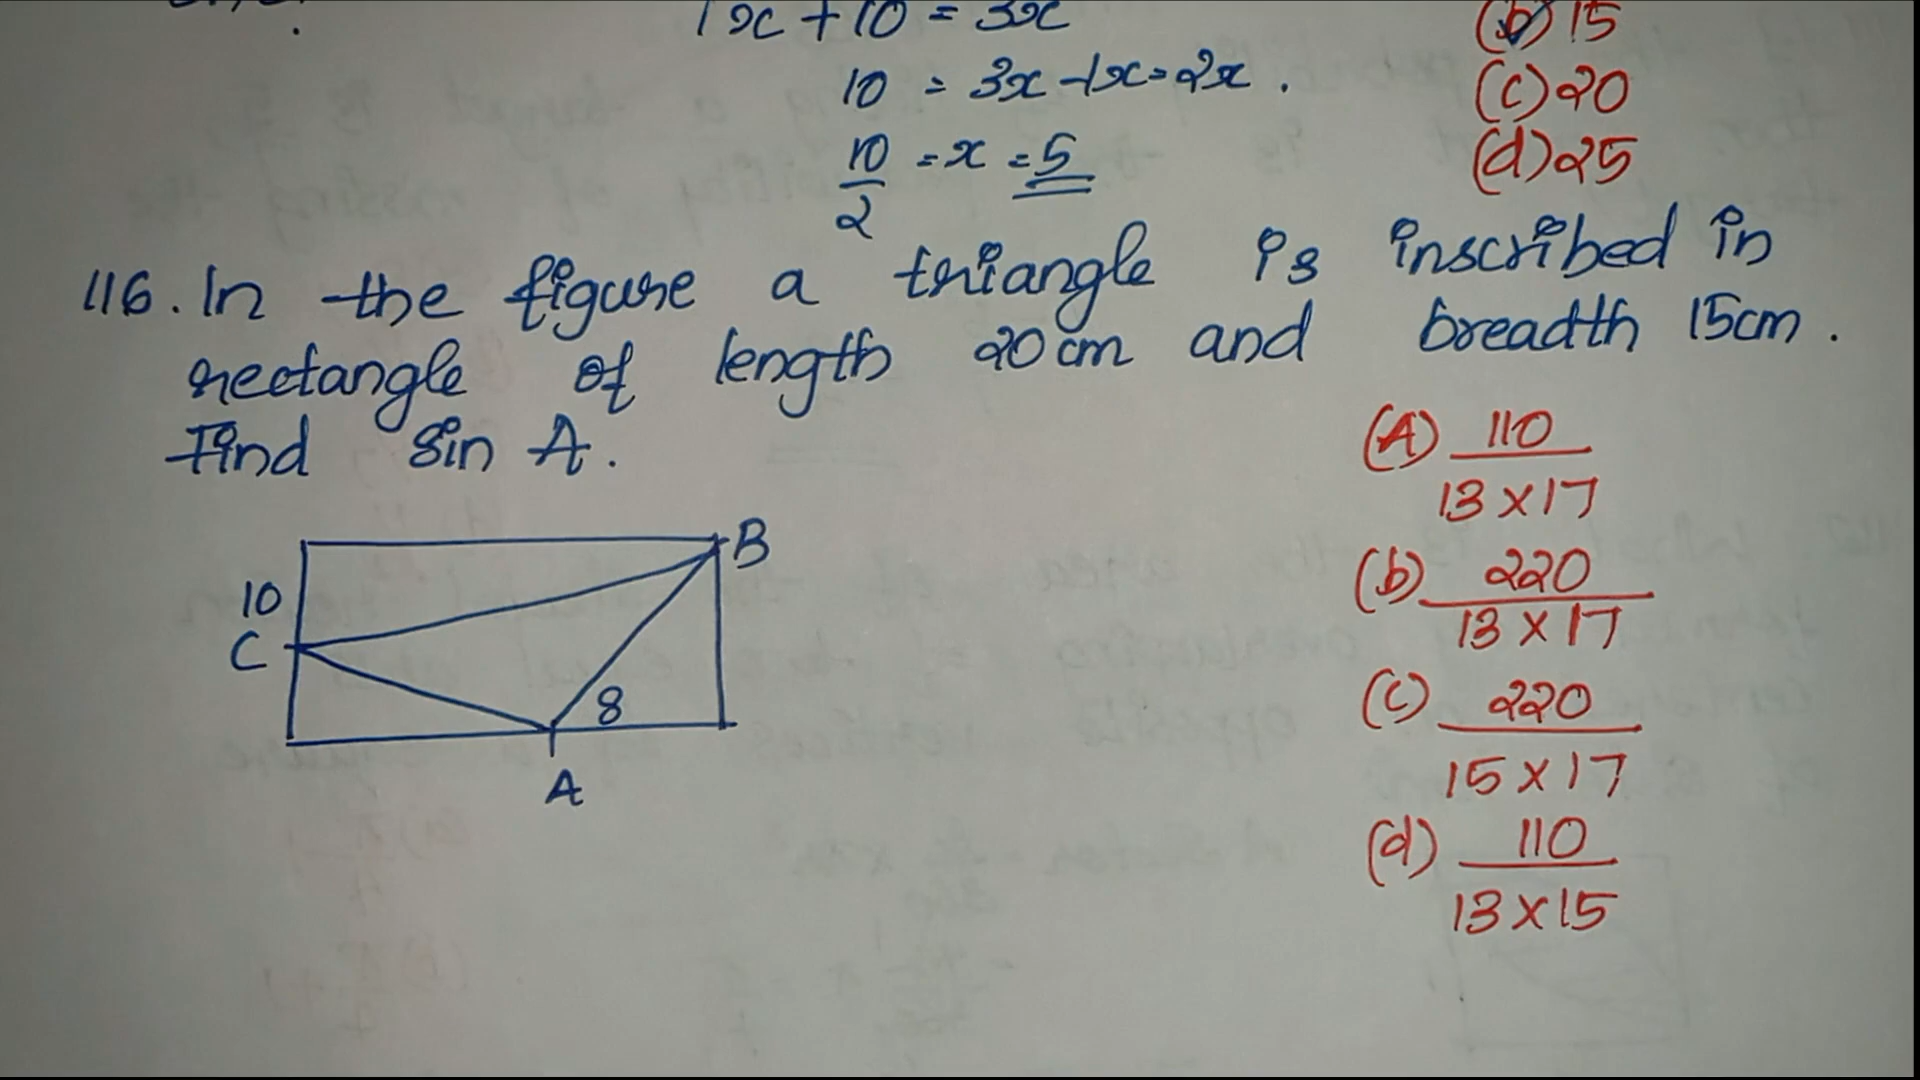 1x + 10 = 3x
(b) 15
10 = 3x - 1x = 2x .
(c) 20
10/2 = x = 5
(d) 25
116. In the figure a triangle is inscribed in
rectangle of length 20 cm and breadth 15cm .
Find Sin A .
(A) 110/13 x 17
(b) 220/13 x 17
(c) 220/15 x 17
(d) 110/13 x 15
B
10
C
8
A